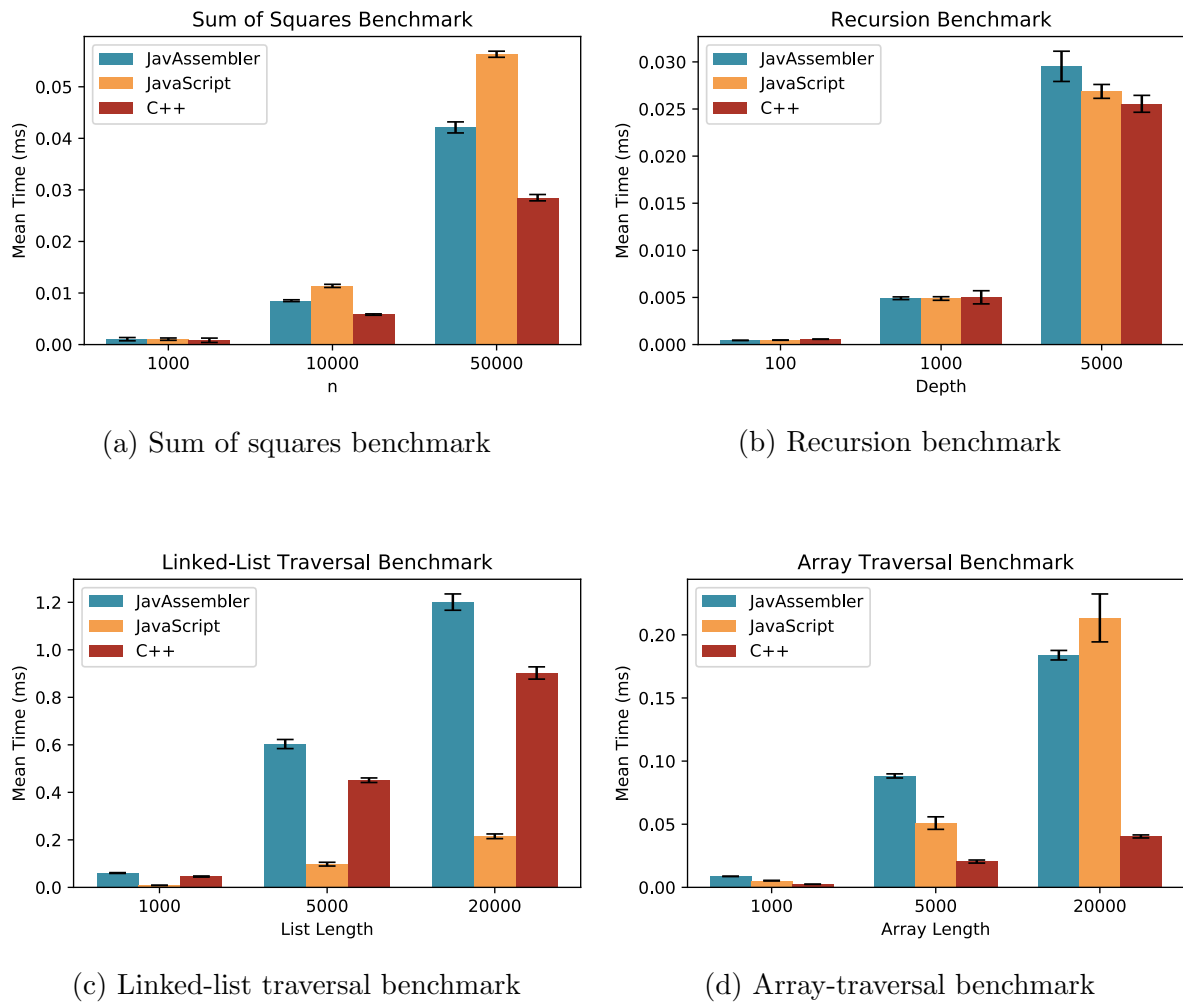 Sum of Squares Benchmark
JavAssembler
JavaScript
C++
Mean Time (ms)
0.05
0.04
0.03
0.02
0.01
0.00
1000
10000
50000
n
(a) Sum of squares benchmark
Recursion Benchmark
JavAssembler
JavaScript
C++
Mean Time (ms)
0.030
0.025
0.020
0.015
0.010
0.005
0.000
100
1000
5000
Depth
(b) Recursion benchmark
Linked-List Traversal Benchmark
JavAssembler
JavaScript
C++
Mean Time (ms)
1.2
1.0
0.8
0.6
0.4
0.2
0.0
1000
5000
20000
List Length
(c) Linked-list traversal benchmark
Array Traversal Benchmark
JavAssembler
JavaScript
C++
Mean Time (ms)
0.20
0.15
0.10
0.05
0.00
1000
5000
20000
Array Length
(d) Array-traversal benchmark